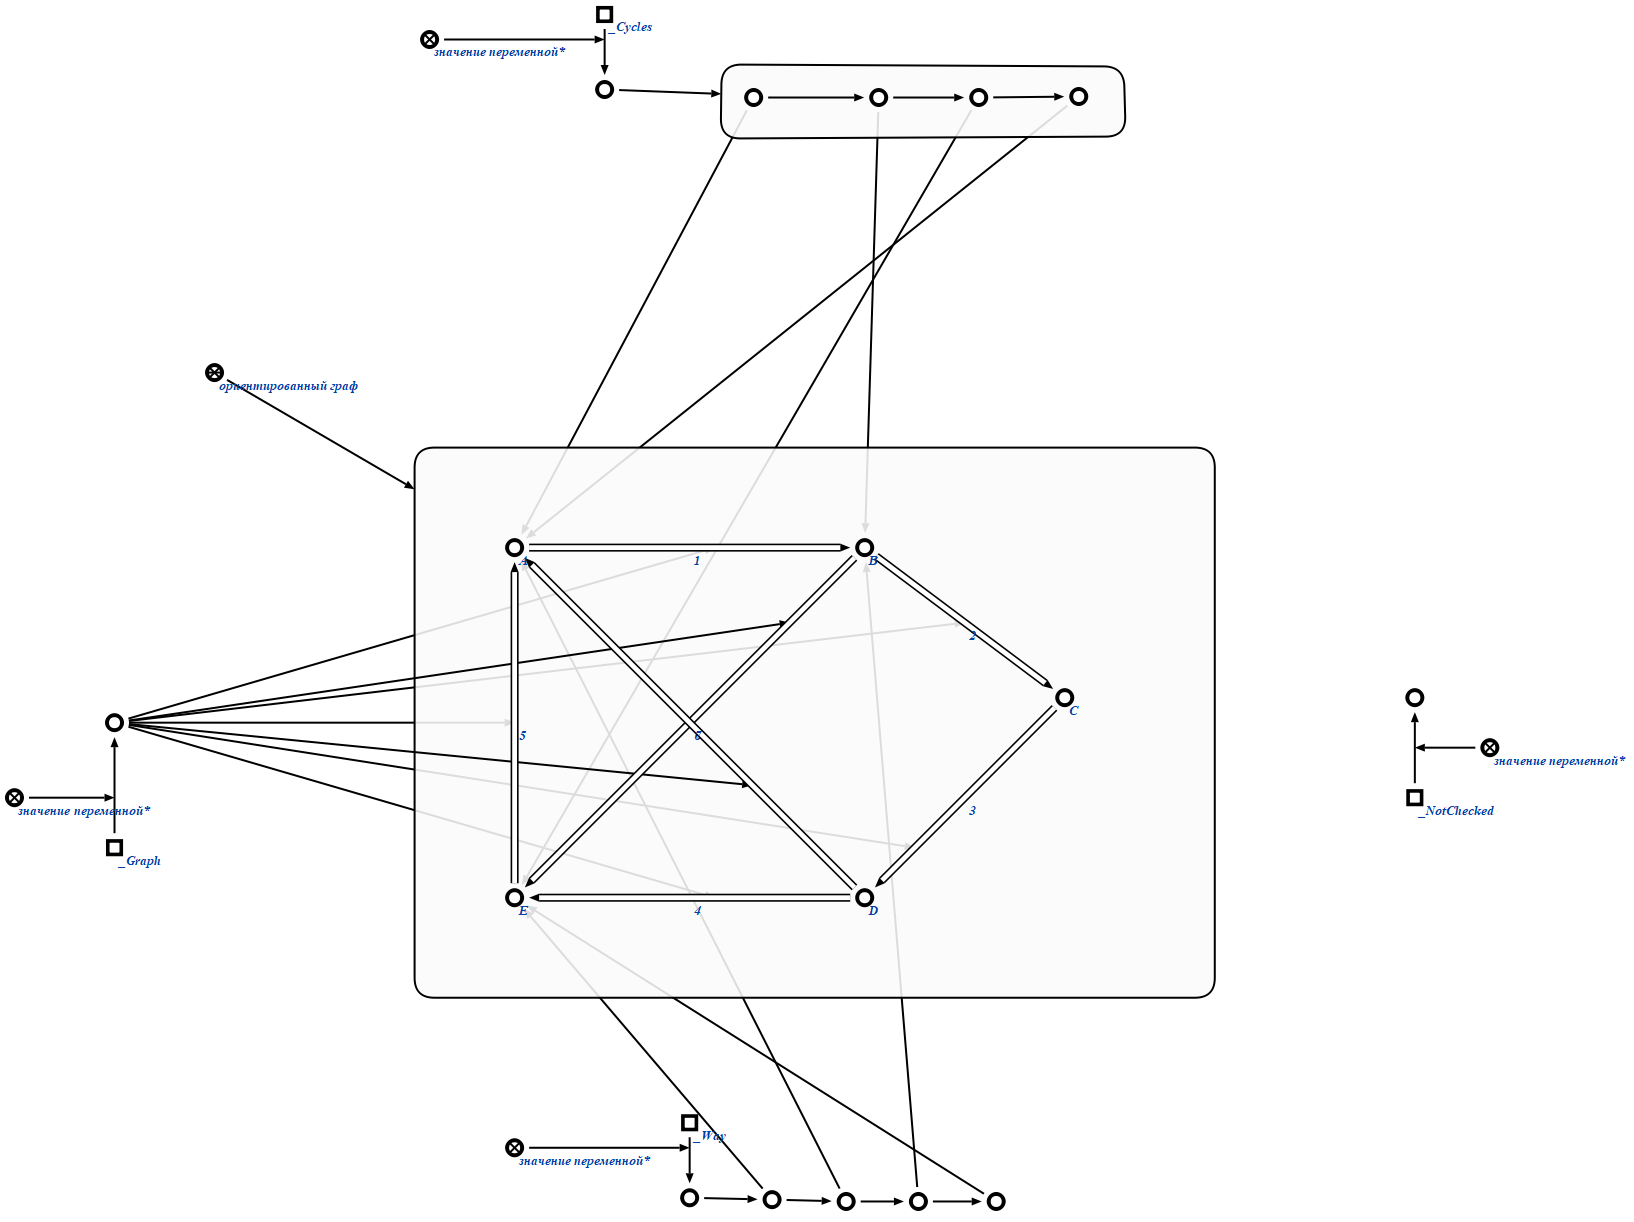 _Cycles
значение переменной*
ориентированный граф
A
1
B
2
5
6
C
значение переменной*
_Graph
3
E
4
D
значение переменной*
_NotChecked
_Way
значение переменной*